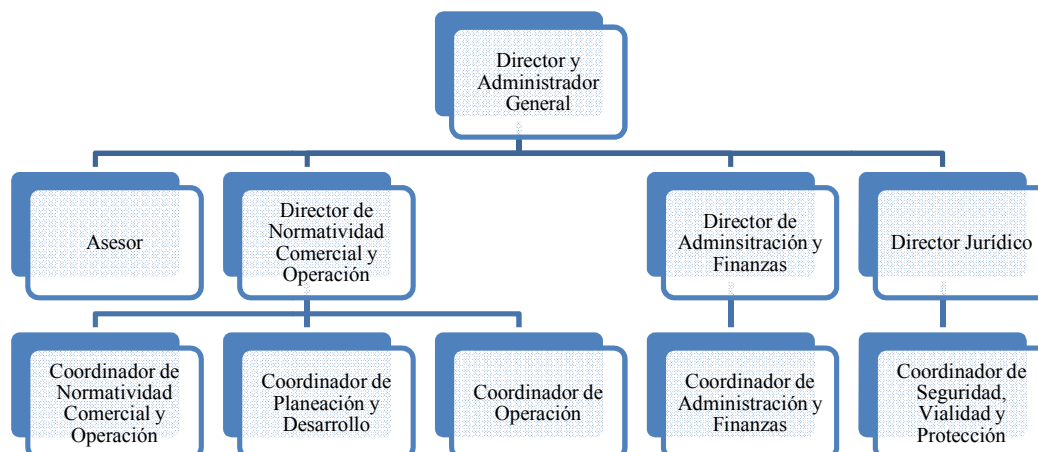 Director y
Administrador
General
Asesor
Director de
Normatividad
Comercial y
Operación
Director de
Adminsitración y
Finanzas
Director Jurídico
Coordinador de
Normatividad
Comercial y
Operación
Coordinador de
Planeación y
Desarrollo
Coordinador de
Operación
Coordinador de
Administración y
Finanzas
Coordinador de
Seguridad,
Vialidad y
Protección